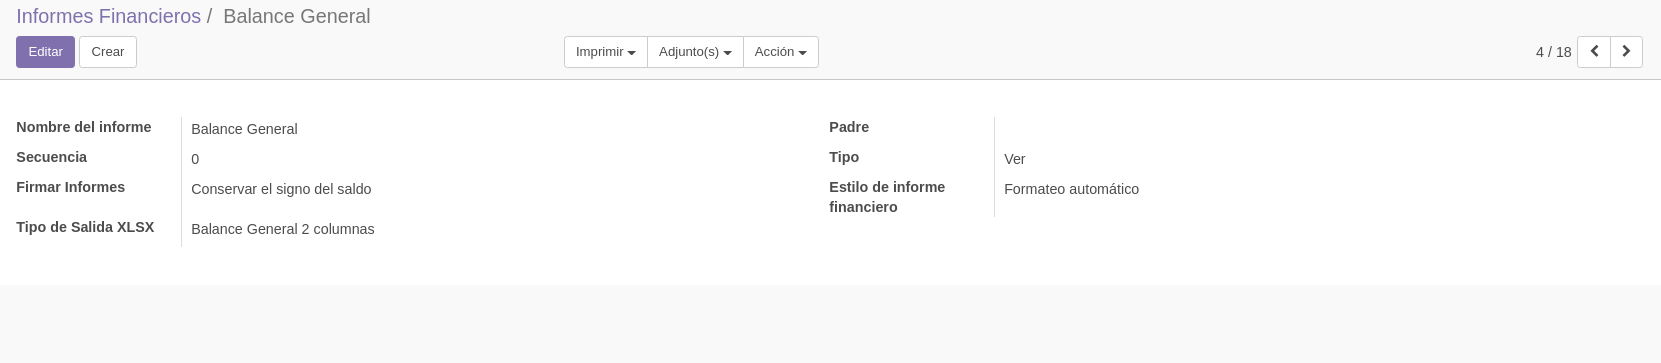 Informes Financieros / Balance General
Editar Crear Imprimir Adjunto(s) Acción 4 / 18
Nombre del informe Balance General Padre
Secuencia 0 Tipo Ver
Firmar Informes Conservar el signo del saldo Estilo de informe Formateo automático
financiero
Tipo de Salida XLSX Balance General 2 columnas